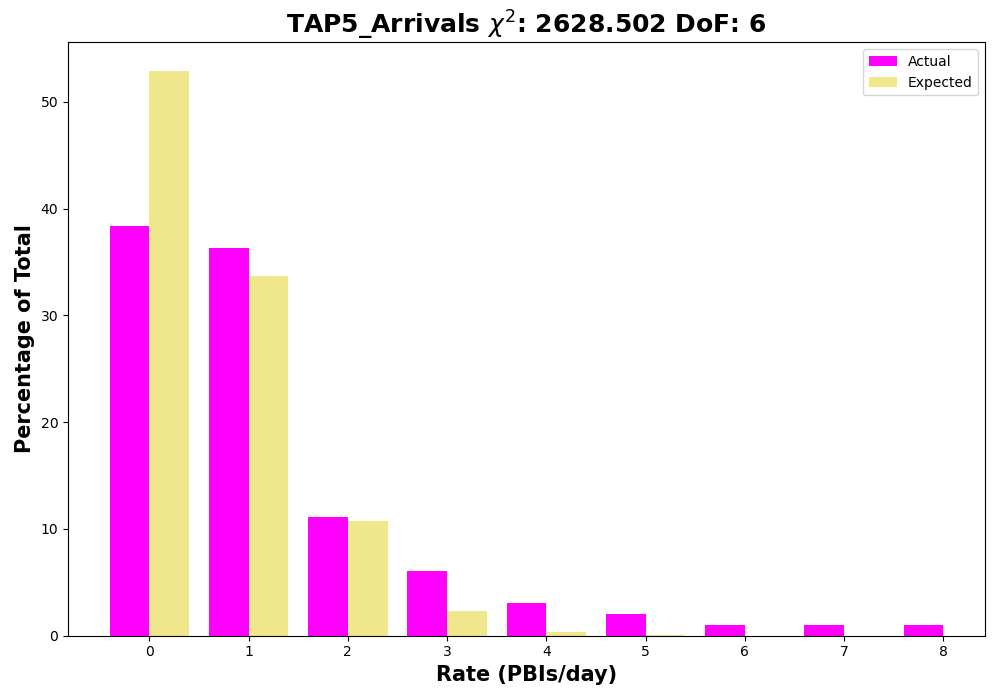 TAP5_Arrivals χ²: 2628.502 DoF: 6
Actual
Expected
Percentage of Total
50
40
30
20
10
0
0 1 2 3 4 5 6 7 8
Rate (PBIs/day)